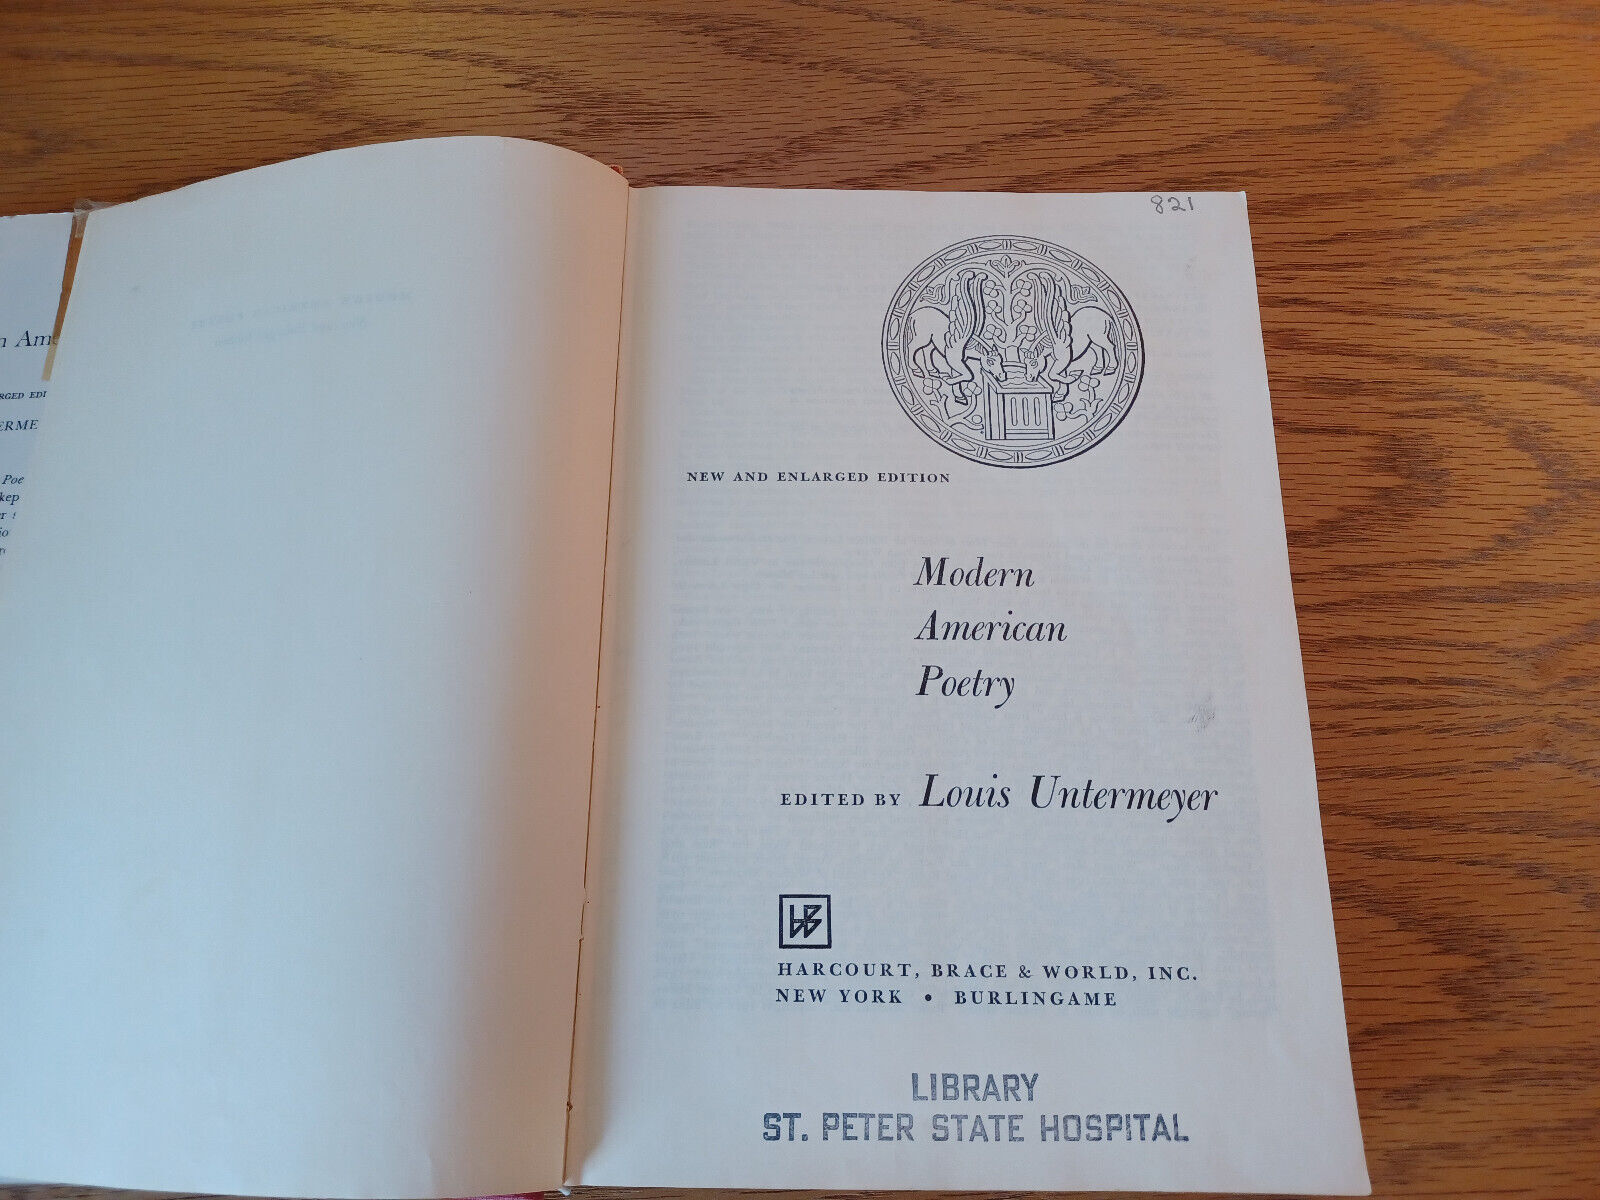 821
NEW AND ENLARGED EDITION
Modern
American
Poetry
EDITED BY Louis Untermeyer
HARCOURT, BRACE & WORLD, INC.
NEW YORK • BURLINGAME
LIBRARY
ST. PETER STATE HOSPITAL